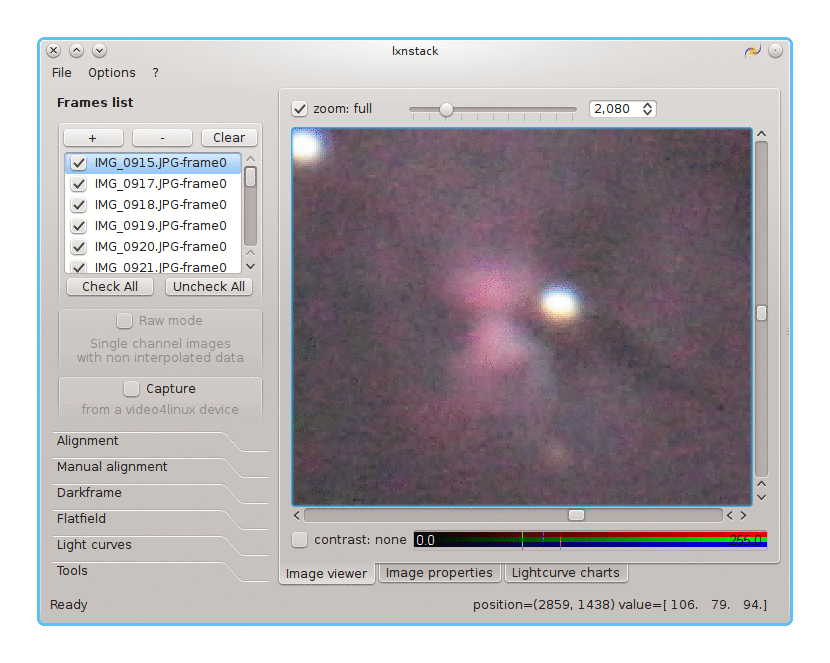 lxnstack
File Options ?
Frames list
+ - Clear
IMG_0915.JPG-frame0
IMG_0917.JPG-frame0
IMG_0918.JPG-frame0
IMG_0919.JPG-frame0
IMG_0920.JPG-frame0
IMG_0921.JPG-frame0
Check All Uncheck All
Raw mode
Single channel images
with non interpolated data
Capture
from a video4linux device
Alignment
Manual alignment
Darkframe
Flatfield
Light curves
Tools
zoom: full 2,080
contrast: none 0.0 255.0
Image viewer Image properties Lightcurve charts
Ready position=(2859, 1438) value=[ 106. 79. 94.]